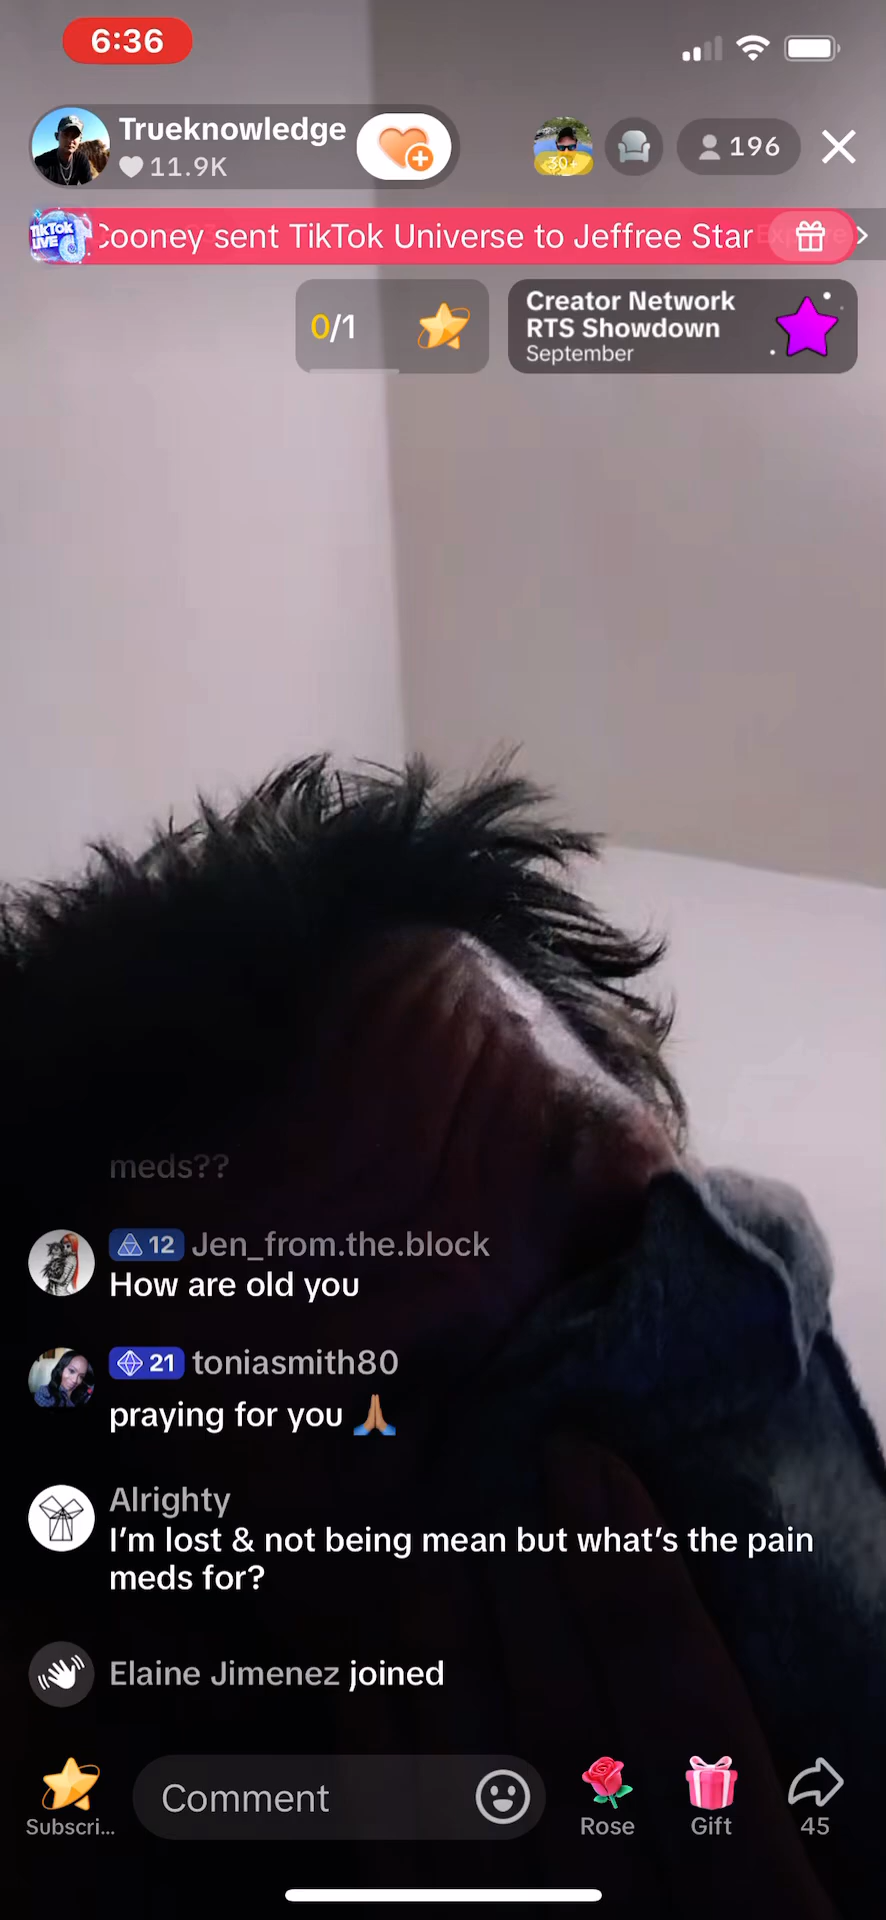 6:36
Trueknowledge
11.9K
30+
196
TikTok
LIVE
Cooney sent TikTok Universe to Jeffree Star
0/1
Creator Network
RTS Showdown
September
meds??
12 Jen_from.the.block
How are old you
21 toniasmith80
praying for you 🙏🏽
Alrighty
I'm lost & not being mean but what's the pain
meds for?
Elaine Jimenez joined
Comment
Subscri...
Rose
Gift
45